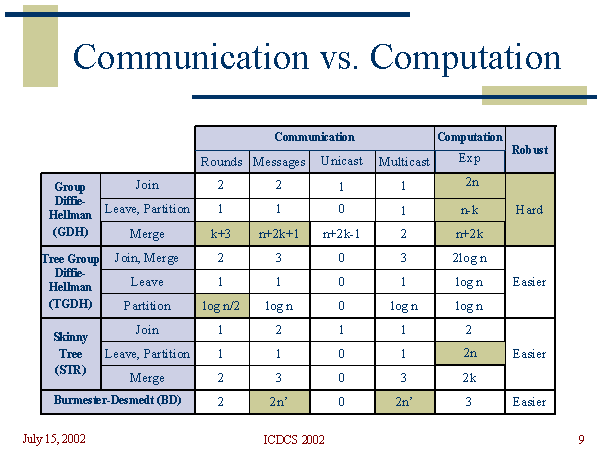 Communication vs. Computation
Communication Computation Robust
Rounds Messages Unicast Multicast Exp
Group Diffie-Hellman (GDH) Join 2 2 1 1 2n Hard
Leave, Partition 1 1 0 1 n-k
Merge k+3 n+2k+1 n+2k-1 2 n+2k
Tree Group Diffie-Hellman (TGDH) Join, Merge 2 3 0 3 2log n Easier
Leave 1 1 0 1 log n
Partition log n/2 log n 0 log n log n
Skinny Tree (STR) Join 1 2 1 1 2 Easier
Leave, Partition 1 1 0 1 2n
Merge 2 3 0 3 2k
Burmester-Desmedt (BD) 2 2n’ 0 2n’ 3 Easier
July 15, 2002 ICDCS 2002 9